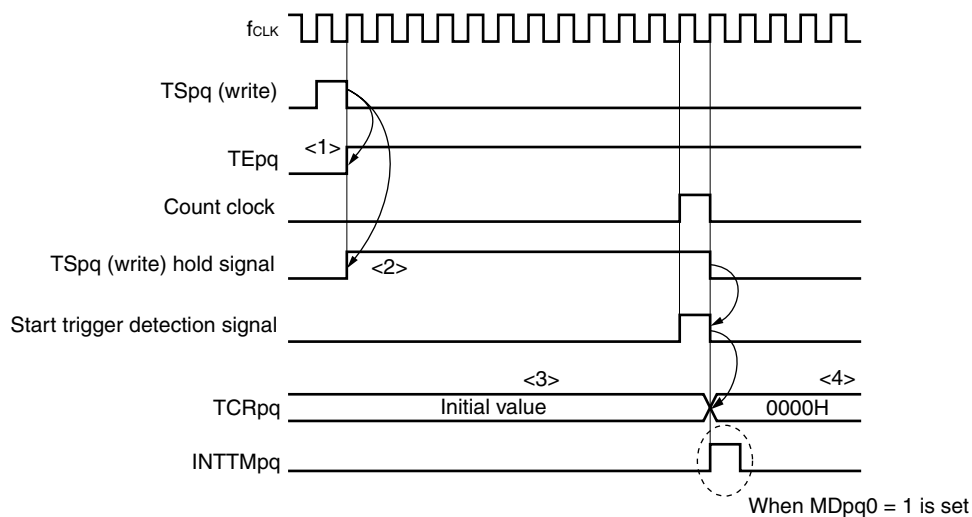 fCLK
TSpq (write)
<1>
TEpq
Count clock
TSpq (write) hold signal
<2>
Start trigger detection signal
<3>
<4>
TCRpq
Initial value
0000H
INTTMpq
When MDpq0 = 1 is set